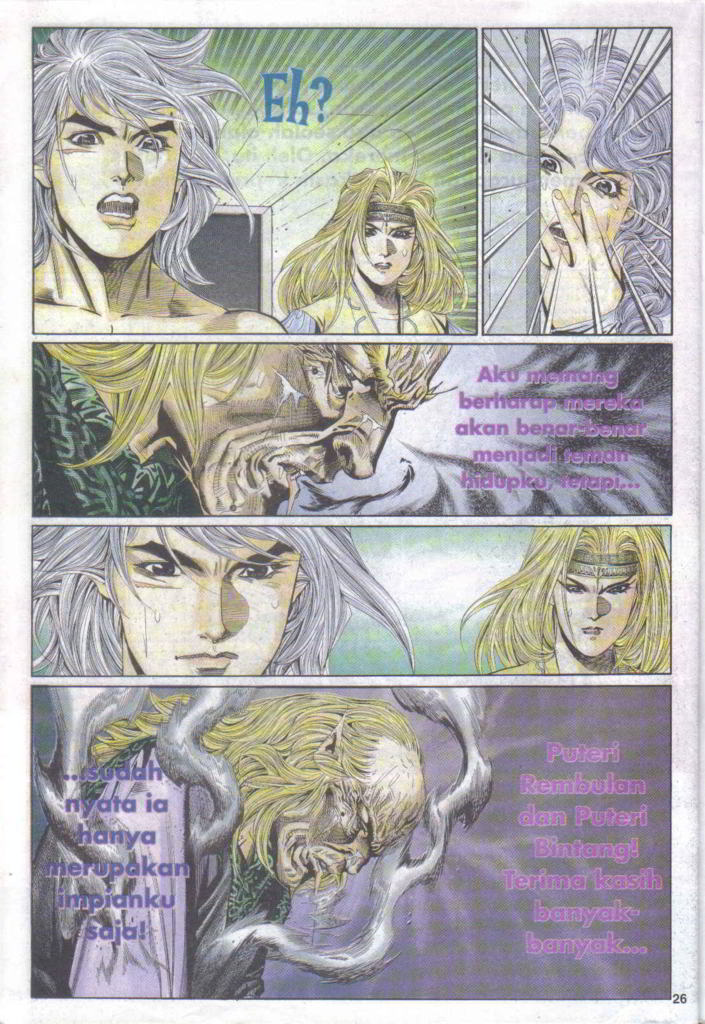 Eh?
Aku memang
berharap mereka
akan benar-benar
menjadi teman
hidupku, tetapi...
...sudah
nyata ia
hanya
merupakan
impianku
saja!
Puteri
Rembulan
dan Puteri
Bintang!
Terima kasih
banyak-
banyak...
26